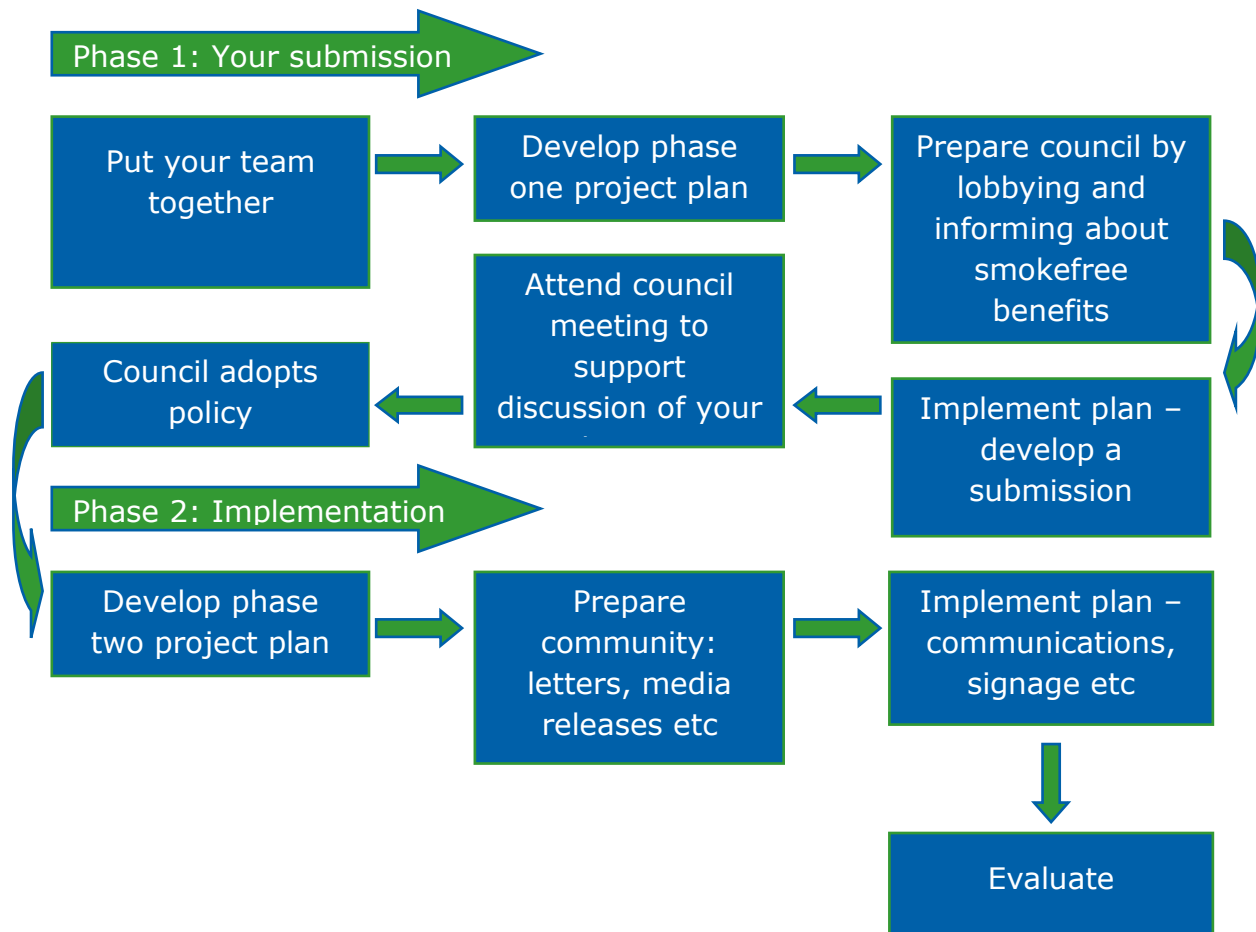 Phase 1: Your submission
Put your team
together
Develop phase
one project plan
Prepare council by
lobbying and
informing about
smokefree
benefits
Implement plan –
develop a
submission
Attend council
meeting to
support
discussion of your
Council adopts
policy
Phase 2: Implementation
Develop phase
two project plan
Prepare
community:
letters, media
releases etc
Implement plan –
communications,
signage etc
Evaluate